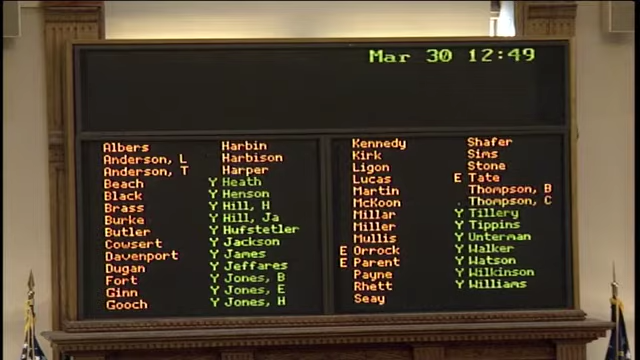 Mar 30 12:49
Albers
Anderson, L
Anderson, T
Beach
Black
Brass
Burke
Butler
Cowsert
Davenport
Dugan
Fort
Ginn
Gooch
Harbin
Harbison
Harper
Y Heath
Y Henson
Y Hill, H
Y Hill, Ja
Y Hufstetler
Y Jackson
Y James
Y Jeffares
Y Jones, B
Y Jones, E
Y Jones, H
Kennedy
Kirk
Ligon
Lucas
Martin
McKoon
Millar
Miller
Mullis
E Orrock
E Parent
Payne
Rhett
Seay
Shafer
Sims
Stone
E Tate
Thompson, B
Thompson, C
Y Tillery
Y Tippins
Y Unterman
Y Walker
Y Watson
Y Wilkinson
Y Williams